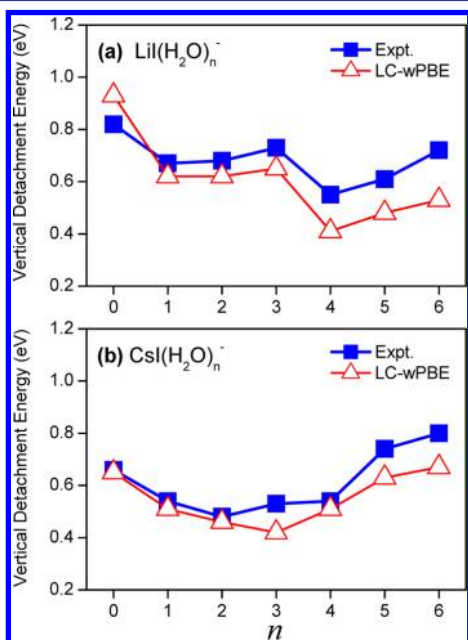 (a) LiI(H₂O)ₙ⁻
Expt.
LC-wPBE
Vertical Detachment Energy (eV)
1.2
1.0
0.8
0.6
0.4
0.2
0 1 2 3 4 5 6
(b) CsI(H₂O)ₙ⁻
Expt.
LC-wPBE
Vertical Detachment Energy (eV)
1.2
1.0
0.8
0.6
0.4
0.2
0 1 2 3 4 5 6
n